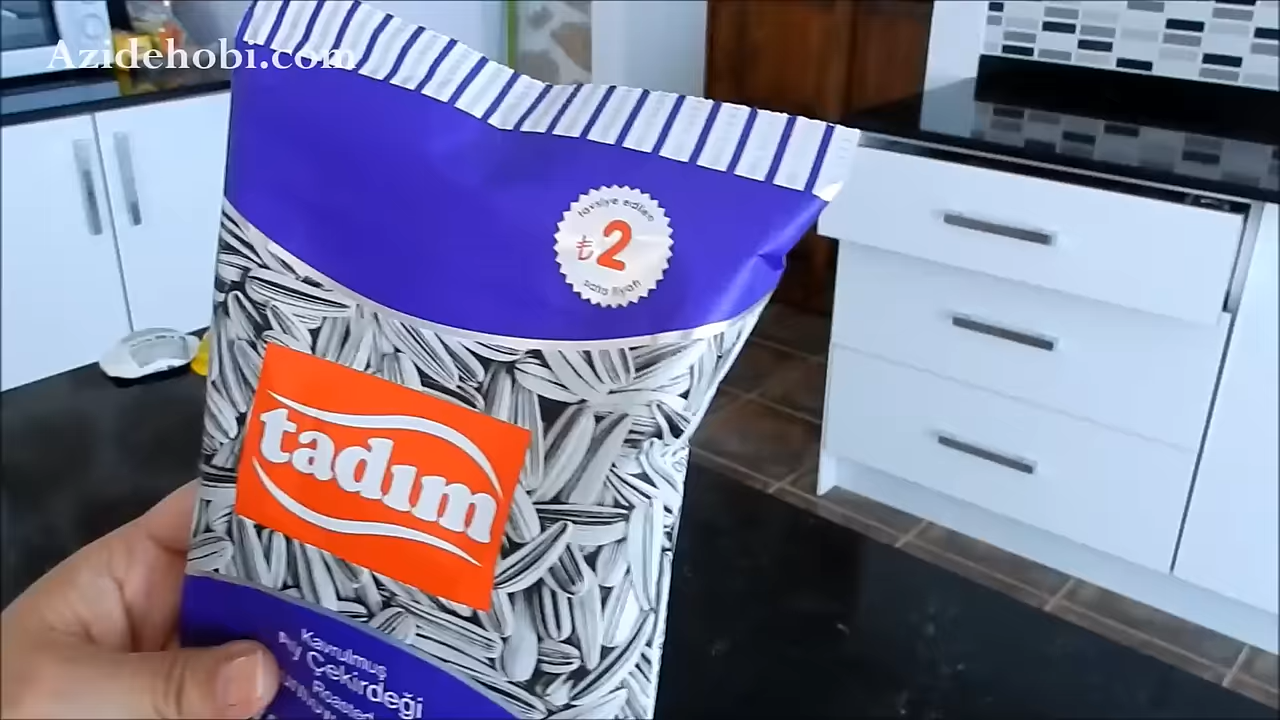 Azidehobi.com
tavsiye edilen
₺2
satış fiyatı
tadım
Kavrulmuş
Ay Çekirdeği
Roasted